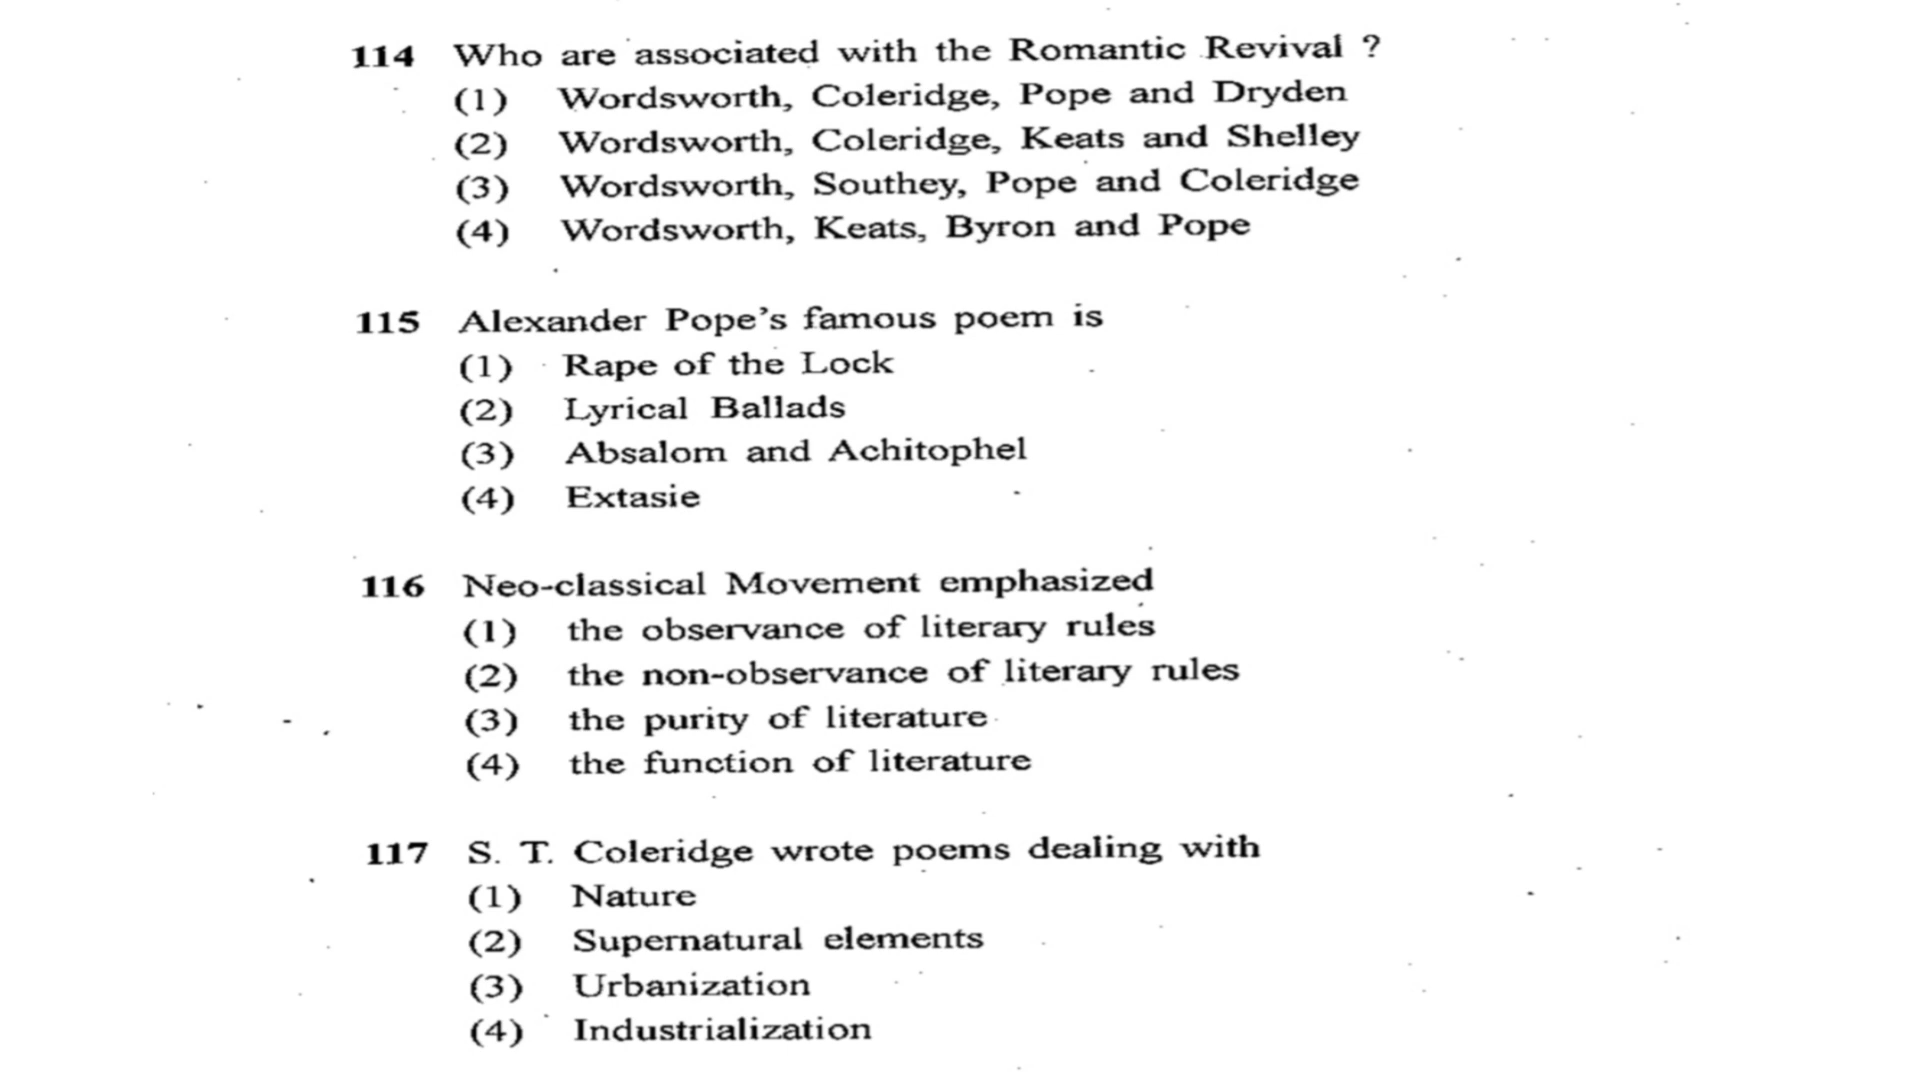 114 Who are associated with the Romantic Revival ?
(1) Wordsworth, Coleridge, Pope and Dryden
(2) Wordsworth, Coleridge, Keats and Shelley
(3) Wordsworth, Southey, Pope and Coleridge
(4) Wordsworth, Keats, Byron and Pope
115 Alexander Pope's famous poem is
(1) Rape of the Lock
(2) Lyrical Ballads
(3) Absalom and Achitophel
(4) Extasie
116 Neo-classical Movement emphasized
(1) the observance of literary rules
(2) the non-observance of literary rules
(3) the purity of literature
(4) the function of literature
117 S. T. Coleridge wrote poems dealing with
(1) Nature
(2) Supernatural elements
(3) Urbanization
(4) Industrialization